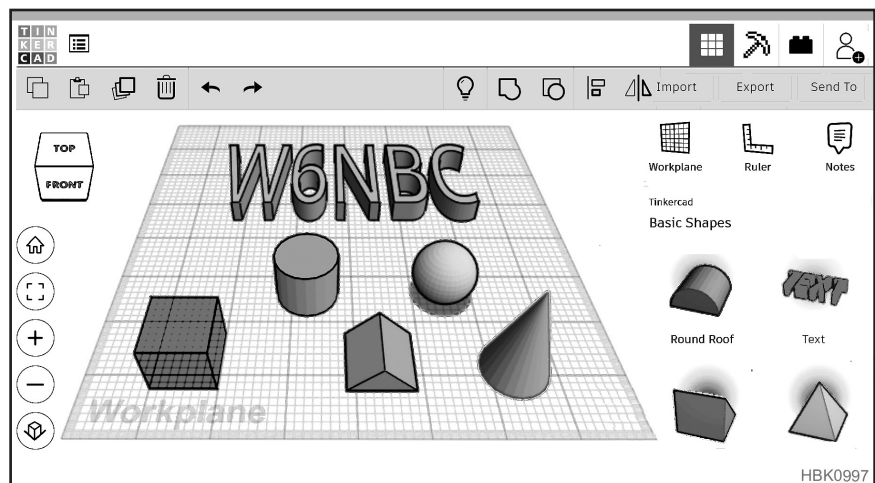 TIN
KER
CAD
Import Export Send To
TOP
FRONT
W6NBC
Workplane
Workplane Ruler Notes
Tinkercad
Basic Shapes
TEXT
Round Roof Text
HBK0997